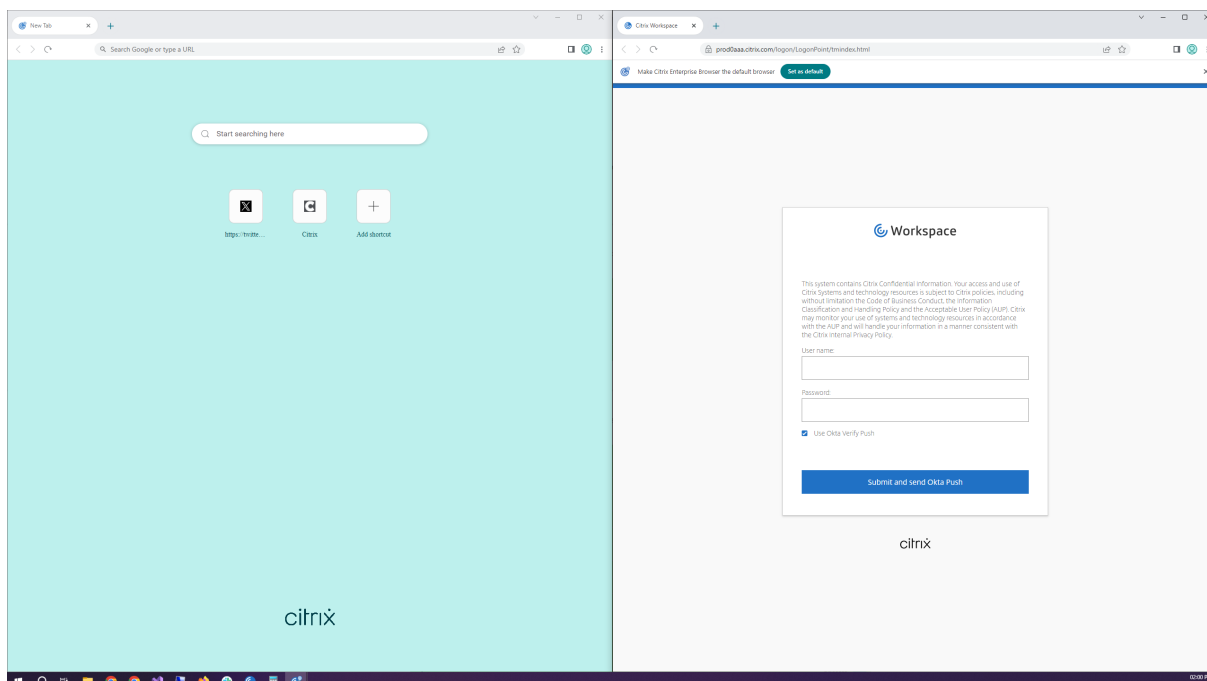 New Tab
Search Google or type a URL
Start searching here
https://twitte...
Citrix
Add shortcut
citrix
Citrix Workspace
prod0aaa.citrix.com/logon/LogonPoint/tmindex.html
Make Citrix Enterprise Browser the default browser
Set as default
Workspace
This system contains Citrix Confidential Information. Your access and use of
Citrix Systems and technology resources is subject to Citrix policies, including
without limitation the Code of Business Conduct, the Information
Classification and Handling Policy and the Acceptable User Policy (AUP). Citrix
may monitor your use of systems and technology resources in accordance
with the AUP and will handle your information in a manner consistent with
the Citrix Internal Privacy Policy.
User name:
Password:
Use Okta Verify Push
Submit and send Okta Push
citrix
02:00 P